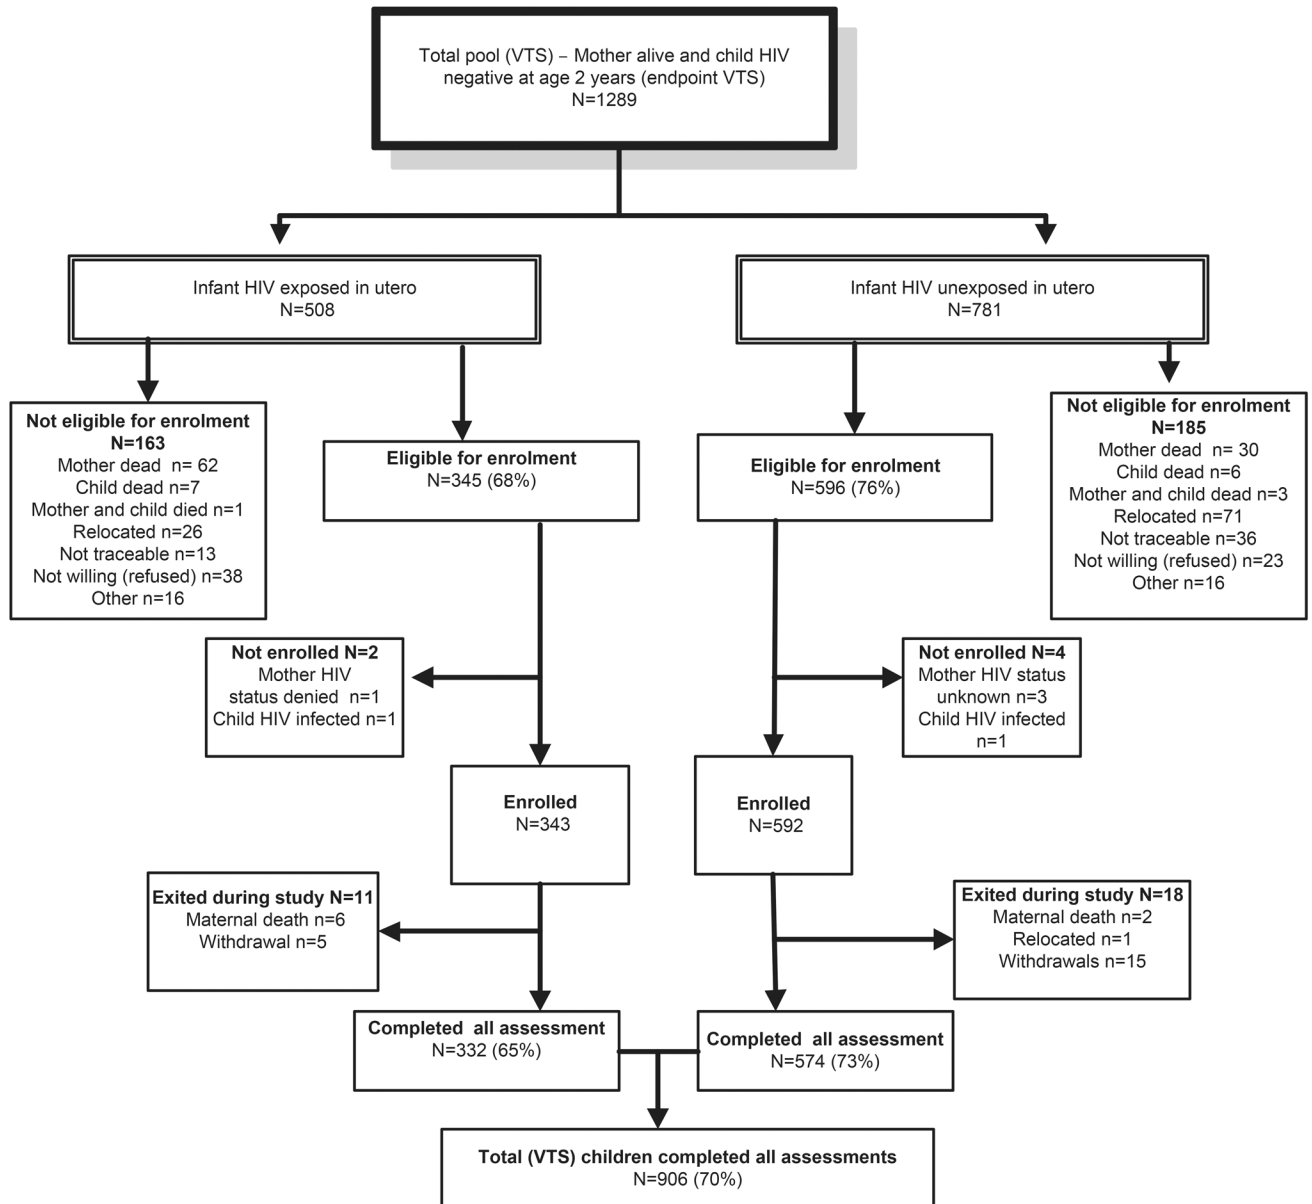 Total pool (VTS) – Mother alive and child HIV
negative at age 2 years (endpoint VTS)
N=1289
Infant HIV exposed in utero
N=508
Infant HIV unexposed in utero
N=781
Not eligible for enrolment
N=163
Mother dead n= 62
Child dead n=7
Mother and child died n=1
Relocated n=26
Not traceable n=13
Not willing (refused) n=38
Other n=16
Eligible for enrolment
N=345 (68%)
Eligible for enrolment
N=596 (76%)
Not eligible for enrolment
N=185
Mother dead n= 30
Child dead n=6
Mother and child dead n=3
Relocated n=71
Not traceable n=36
Not willing (refused) n=23
Other n=16
Not enrolled N=2
Mother HIV
status denied n=1
Child HIV infected n=1
Not enrolled N=4
Mother HIV status
unknown n=3
Child HIV infected
n=1
Enrolled
N=343
Enrolled
N=592
Exited during study N=11
Maternal death n=6
Withdrawal n=5
Exited during study N=18
Maternal death n=2
Relocated n=1
Withdrawals n=15
Completed all assessment
N=332 (65%)
Completed all assessment
N=574 (73%)
Total (VTS) children completed all assessments
N=906 (70%)